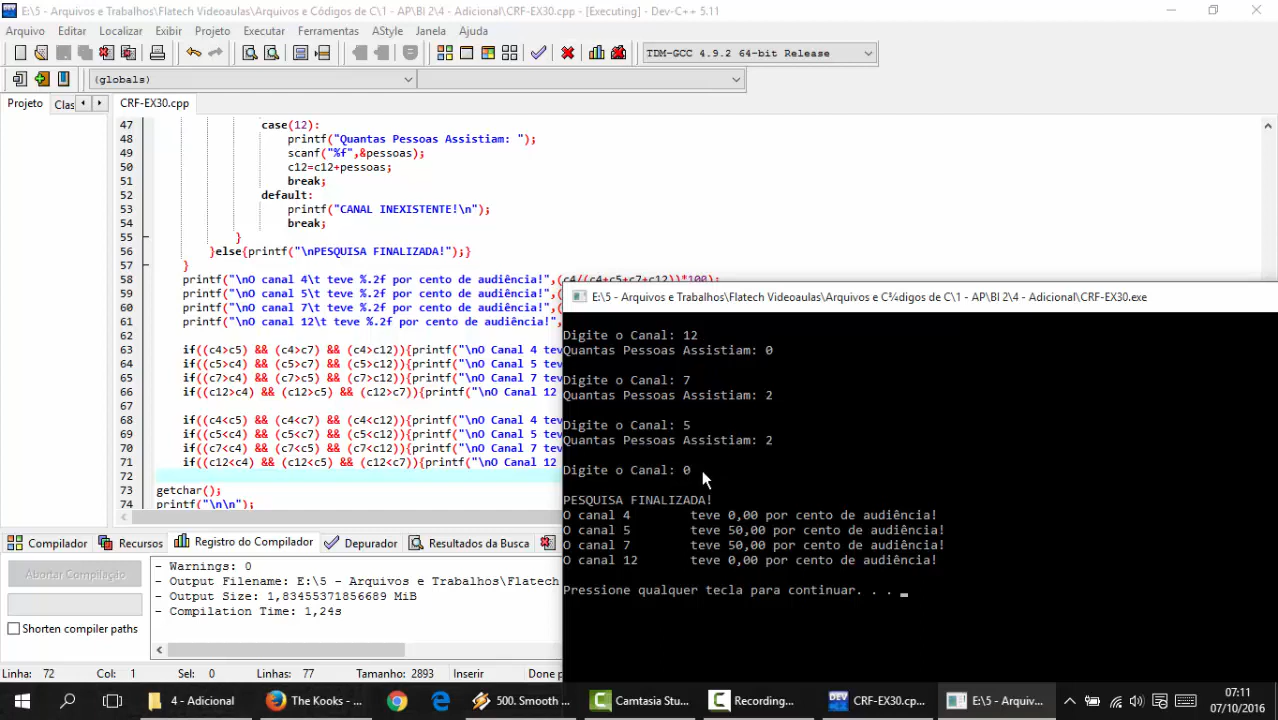 E:\5 - Arquivos e Trabalhos\Flatech Videoaulas\Arquivos e Códigos de C\1 - AP\BI 2\4 - Adicional\CRF-EX30.cpp - [Executing] - Dev-C++ 5.11
Arquivo Editar Localizar Exibir Projeto Executar Ferramentas AStyle Janela Ajuda
TDM-GCC 4.9.2 64-bit Release
(globals)
Projeto Clas CRF-EX30.cpp
47 case(12):
48 printf("Quantas Pessoas Assistiam: ");
49 scanf("%f",&pessoas);
50 c12=c12+pessoas;
51 break;
52 default:
53 printf("CANAL INEXISTENTE!\n");
54 break;
55 }
56 }else{printf("\nPESQUISA FINALIZADA!");}
57 }
58 printf("\nO canal 4\t teve %.2f por cento de audiência!",(c4/(c4+c5+c7+c12))*100);
59 printf("\nO canal 5\t teve %.2f por cento de audiência!",
60 printf("\nO canal 7\t teve %.2f por cento de audiência!",
61 printf("\nO canal 12\t teve %.2f por cento de audiência!",
62
63 if((c4>c5) && (c4>c7) && (c4>c12)){printf("\nO Canal 4 tev
64 if((c5>c4) && (c5>c7) && (c5>c12)){printf("\nO Canal 5 tev
65 if((c7>c4) && (c7>c5) && (c7>c12)){printf("\nO Canal 7 tev
66 if((c12>c4) && (c12>c5) && (c12>c7)){printf("\nO Canal 12
67
68 if((c4<c5) && (c4<c7) && (c4<c12)){printf("\nO Canal 4 tev
69 if((c5<c4) && (c5<c7) && (c5<c12)){printf("\nO Canal 5 tev
70 if((c7<c4) && (c7<c5) && (c7<c12)){printf("\nO Canal 7 tev
71 if((c12<c4) && (c12<c5) && (c12<c7)){printf("\nO Canal 12
72
73 getchar();
74 printf("\n\n");
E:\5 - Arquivos e Trabalhos\Flatech Videoaulas\Arquivos e C¾digos de C\1 - AP\BI 2\4 - Adicional\CRF-EX30.exe
Digite o Canal: 12
Quantas Pessoas Assistiam: 0
Digite o Canal: 7
Quantas Pessoas Assistiam: 2
Digite o Canal: 5
Quantas Pessoas Assistiam: 2
Digite o Canal: 0
PESQUISA FINALIZADA!
O canal 4 teve 0,00 por cento de audiência!
O canal 5 teve 50,00 por cento de audiência!
O canal 7 teve 50,00 por cento de audiência!
O canal 12 teve 0,00 por cento de audiência!
Pressione qualquer tecla para continuar. . . _
Compilador Recursos Registro do Compilador Depurador Resultados da Busca
Abortar Compilação
Shorten compiler paths
- Warnings: 0
- Output Filename: E:\5 - Arquivos e Trabalhos\Flatech
- Output Size: 1,83455371856689 MiB
- Compilation Time: 1,24s
Linha: 72 Col: 1 Sel: 0 Linhas: 77 Tamanho: 2893 Inserir Done p
4 - Adicional The Kooks - ... 500. Smooth ... Camtasia Stu... Recording... CRF-EX30.cp... E:\5 - Arquiv...
07:11
07/10/2016